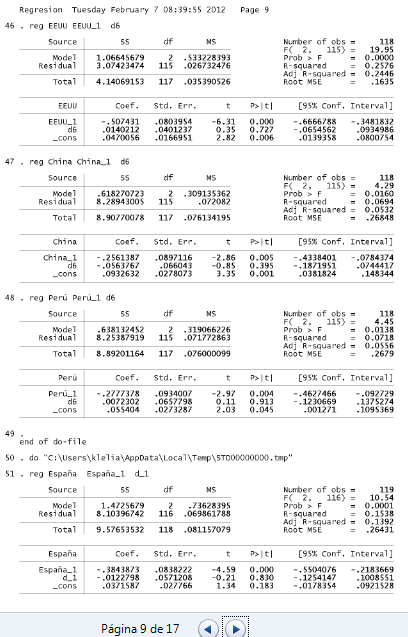 Regresion Tuesday February 7 08:39:55 2012 Page 9
46 . reg EEUU EEUU_1 d6
Source SS df MS Number of obs = 118
F( 2, 115) = 19.95
Model 1.06645679 2 .533228393 Prob > F = 0.0000
Residual 3.07423474 115 .026732476 R-squared = 0.2576
Adj R-squared = 0.2446
Total 4.14069153 117 .035390526 Root MSE = .1635
EEUU Coef. Std. Err. t P>|t| [95% Conf. Interval]
EEUU_1 -.507431 .0803954 -6.31 0.000 -.6666788 -.3481832
d6 .0140212 .0401237 0.35 0.727 -.0654562 .0934986
_cons .0470056 .0166951 2.82 0.006 .0139358 .0800754
47 . reg China China_1 d6
Source SS df MS Number of obs = 118
F( 2, 115) = 4.29
Model .618270723 2 .309135362 Prob > F = 0.0160
Residual 8.28943005 115 .072082 R-squared = 0.0694
Adj R-squared = 0.0532
Total 8.90770078 117 .076134195 Root MSE = .26848
China Coef. Std. Err. t P>|t| [95% Conf. Interval]
China_1 -.2561387 .0897116 -2.86 0.005 -.4338401 -.0784374
d6 -.0563767 .066043 -0.85 0.395 -.1871951 .0744417
_cons .0932632 .0278073 3.35 0.001 .0381824 .148344
48 . reg Perú Perú_1 d6
Source SS df MS Number of obs = 118
F( 2, 115) = 4.45
Model .638132452 2 .319066226 Prob > F = 0.0138
Residual 8.25387919 115 .071772863 R-squared = 0.0718
Adj R-squared = 0.0556
Total 8.89201164 117 .076000099 Root MSE = .2679
Perú Coef. Std. Err. t P>|t| [95% Conf. Interval]
Perú_1 -.2777378 .0934007 -2.97 0.004 -.4627466 -.092729
d6 .0072302 .0657798 0.11 0.913 -.1230669 .1375274
_cons .055404 .0273287 2.03 0.045 .001271 .1095369
49 .
end of do-file
50 . do "C:\Users\klelia\AppData\Local\Temp\STD00000000.tmp"
51 . reg España España_1 d_1
Source SS df MS Number of obs = 119
F( 2, 116) = 10.54
Model 1.4725679 2 .73628395 Prob > F = 0.0001
Residual 8.10396742 116 .069861788 R-squared = 0.1538
Adj R-squared = 0.1392
Total 9.57653532 118 .081157079 Root MSE = .26431
España Coef. Std. Err. t P>|t| [95% Conf. Interval]
España_1 -.3843873 .0838222 -4.59 0.000 -.5504076 -.2183669
d_1 -.0122798 .0571208 -0.21 0.830 -.1254147 .1008551
_cons .0371587 .027766 1.34 0.183 -.0178354 .0921528
Página 9 de 17